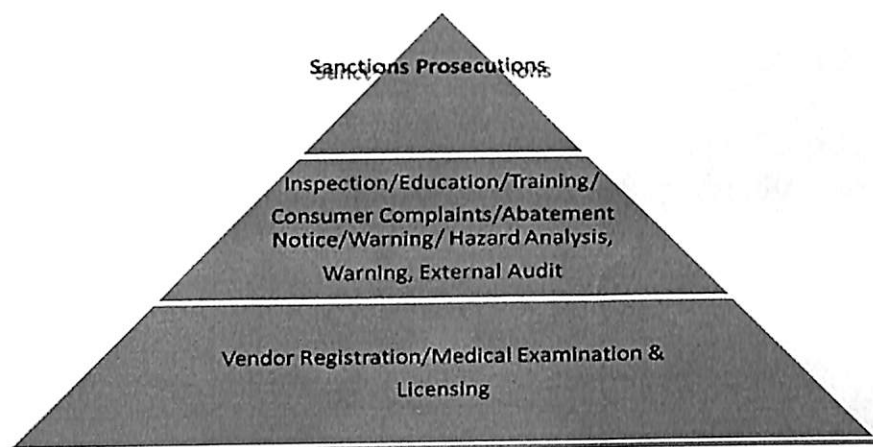 Sanctions Prosecutions
Inspection/Education/Training/
Consumer Complaints/Abatement
Notice/Warning/ Hazard Analysis,
Warning, External Audit
Vendor Registration/Medical Examination &
Licensing